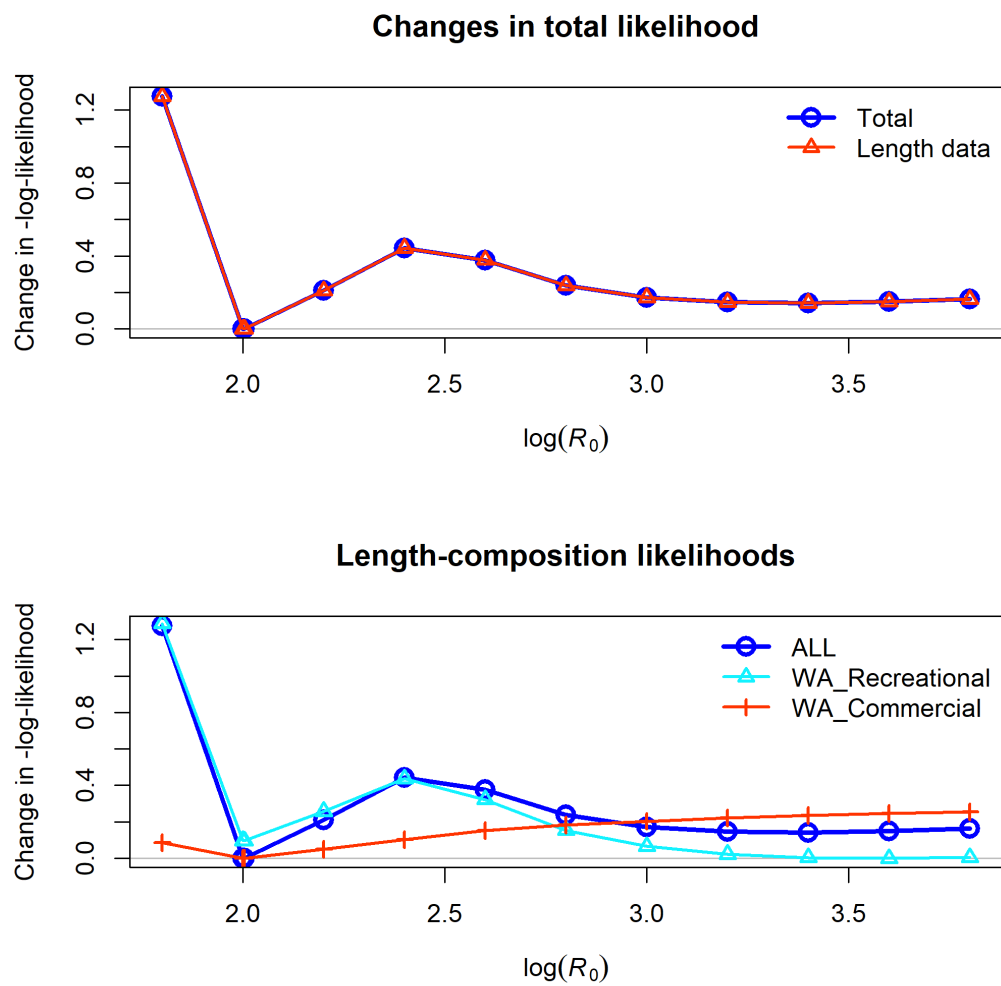 Changes in total likelihood
Change in -log-likelihood
1.2
0.8
0.4
0.0
Total
Length data
2.0 2.5 3.0 3.5
log(R0)
Length-composition likelihoods
Change in -log-likelihood
1.2
0.8
0.4
0.0
ALL
WA_Recreational
WA_Commercial
2.0 2.5 3.0 3.5
log(R0)